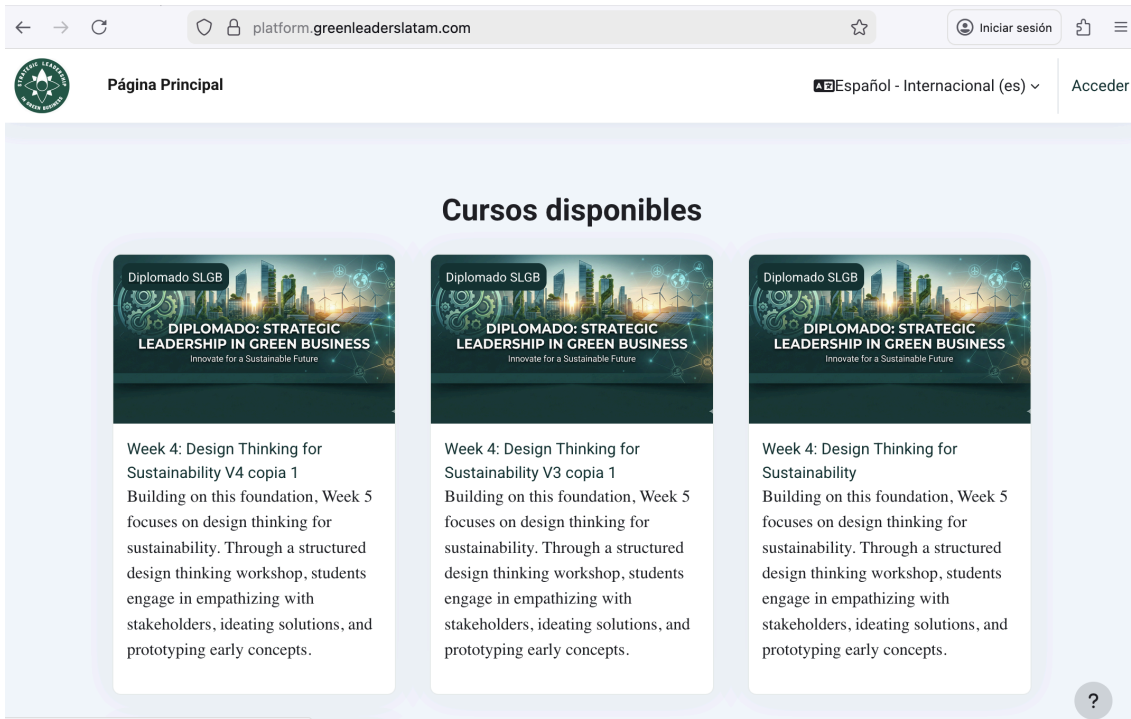 platform.greenleaderslatam.com
Iniciar sesión
STRATEGIC LEADERSHIP
IN GREEN BUSINESS
Página Principal
Español - Internacional (es)
Acceder
Cursos disponibles
Diplomado SLGB
DIPLOMADO: STRATEGIC
LEADERSHIP IN GREEN BUSINESS
Innovate for a Sustainable Future
Week 4: Design Thinking for
Sustainability V4 copia 1
Building on this foundation, Week 5
focuses on design thinking for
sustainability. Through a structured
design thinking workshop, students
engage in empathizing with
stakeholders, ideating solutions, and
prototyping early concepts.
Diplomado SLGB
DIPLOMADO: STRATEGIC
LEADERSHIP IN GREEN BUSINESS
Innovate for a Sustainable Future
Week 4: Design Thinking for
Sustainability V3 copia 1
Building on this foundation, Week 5
focuses on design thinking for
sustainability. Through a structured
design thinking workshop, students
engage in empathizing with
stakeholders, ideating solutions, and
prototyping early concepts.
Diplomado SLGB
DIPLOMADO: STRATEGIC
LEADERSHIP IN GREEN BUSINESS
Innovate for a Sustainable Future
Week 4: Design Thinking for
Sustainability
Building on this foundation, Week 5
focuses on design thinking for
sustainability. Through a structured
design thinking workshop, students
engage in empathizing with
stakeholders, ideating solutions, and
prototyping early concepts.
?